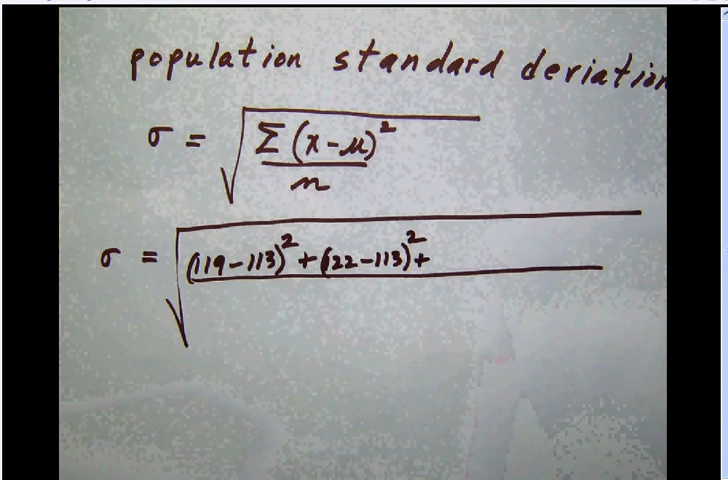 population standard deviation
σ = √(Σ(x-μ)² / n)
σ = √((119-113)² + (122-113)² +